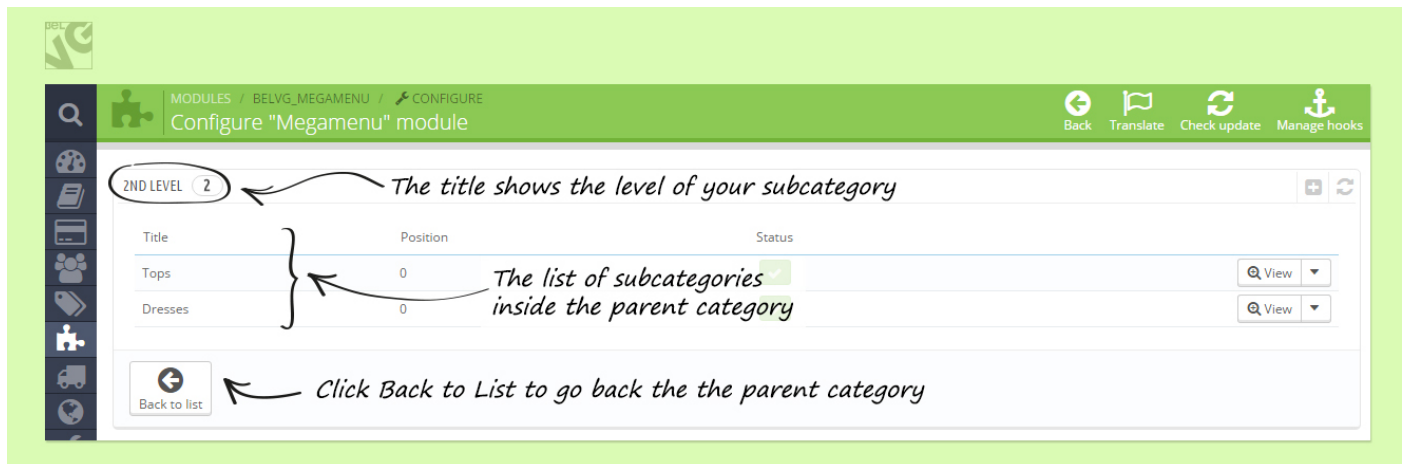 BelVG
MODULES / BELVG_MEGAMENU / CONFIGURE
Configure "Megamenu" module
Back Translate Check update Manage hooks
2ND LEVEL 2
The title shows the level of your subcategory
Title Position Status
Tops 0 View
The list of subcategories
inside the parent category
Dresses 0 View
Click Back to List to go back the the parent category
Back to list